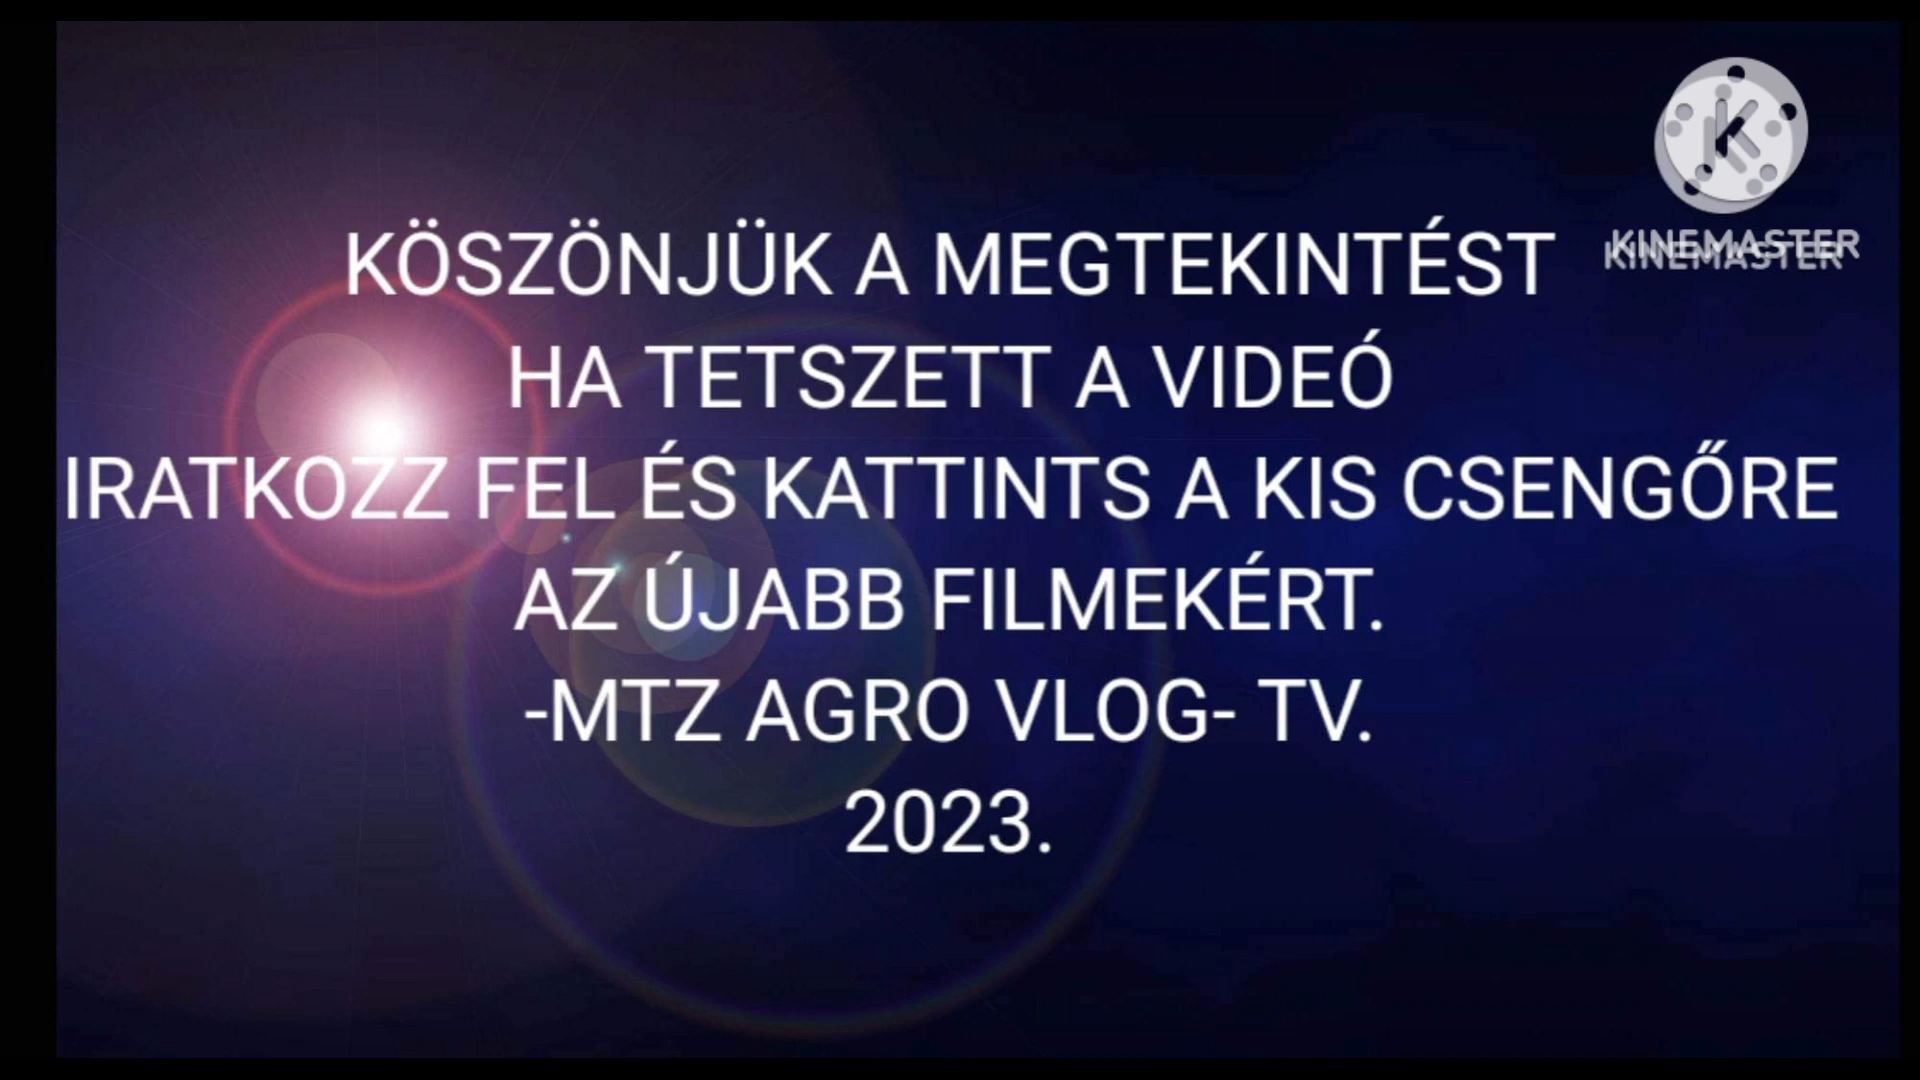 KÖSZÖNJÜK A MEGTEKINTÉST
HA TETSZETT A VIDEÓ
IRATKOZZ FEL ÉS KATTINTS A KIS CSENGŐRE
AZ ÚJABB FILMEKÉRT.
-MTZ AGRO VLOG- TV.
2023.
KINEMASTER
KINEMASTER